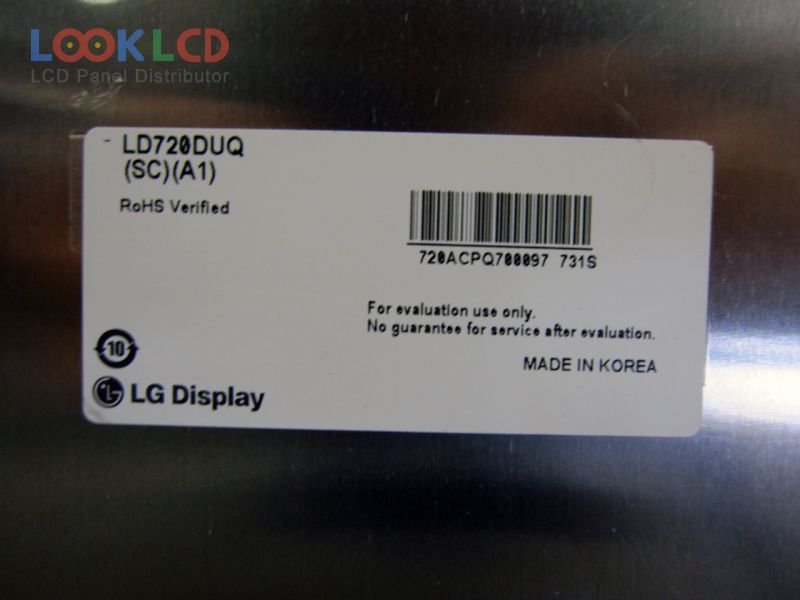 LOOKLCD
LCD Panel Distributor
LD720DUQ
(SC)(A1)
RoHS Verified
720ACPQ700097 731S
For evaluation use only.
No guarantee for service after evaluation.
10
MADE IN KOREA
LG Display